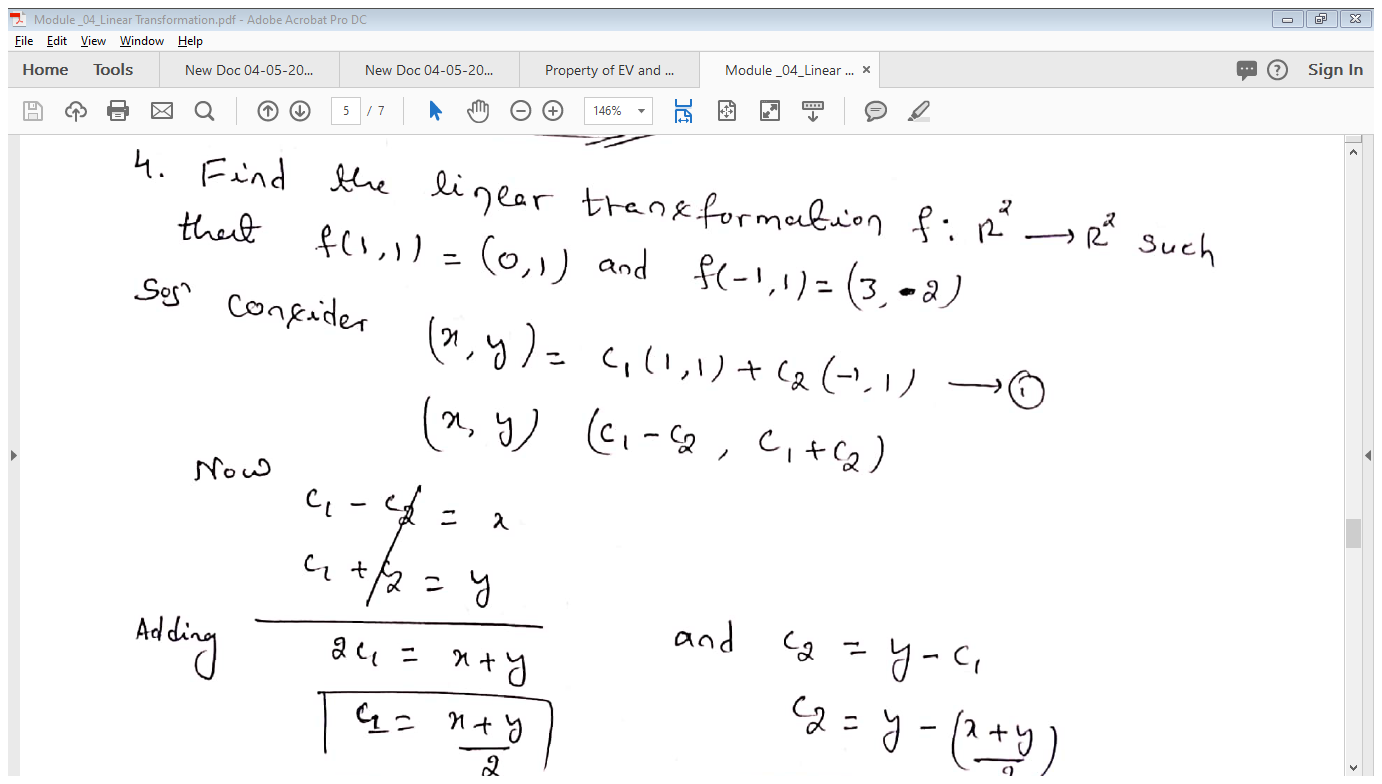 Module _04_Linear Transformation.pdf - Adobe Acrobat Pro DC
File Edit View Window Help
Home Tools New Doc 04-05-20... New Doc 04-05-20... Property of EV and ... Module _04_Linear ... × Sign In
5 / 7 146%
4. Find the linear transformation f: R² → R² such
that f(1,1) = (0,1) and f(-1,1) = (3, -2)
Solⁿ Consider
(x, y) = c₁(1,1) + c₂(-1,1) → ①
(x, y) (c₁ - c₂, c₁ + c₂)
Now
c₁ - c₂ = x
c₁ + c₂ = y
Adding
2c₁ = x+y
c₁ = x+y/2
and c₂ = y - c₁
c₂ = y - (x+y/2)